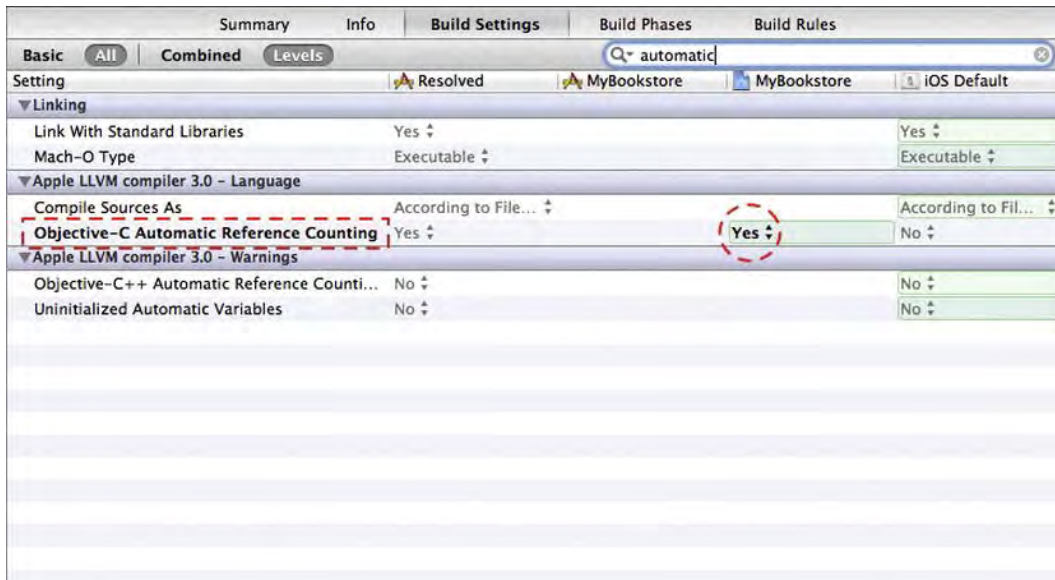 Summary Info Build Settings Build Phases Build Rules
Basic All Combined Levels automatic
Setting Resolved MyBookstore MyBookstore iOS Default
Linking
Link With Standard Libraries Yes Yes
Mach-O Type Executable Executable
Apple LLVM compiler 3.0 - Language
Compile Sources As According to File... According to Fil...
Objective-C Automatic Reference Counting Yes Yes No
Apple LLVM compiler 3.0 - Warnings
Objective-C++ Automatic Reference Counti... No No
Uninitialized Automatic Variables No No